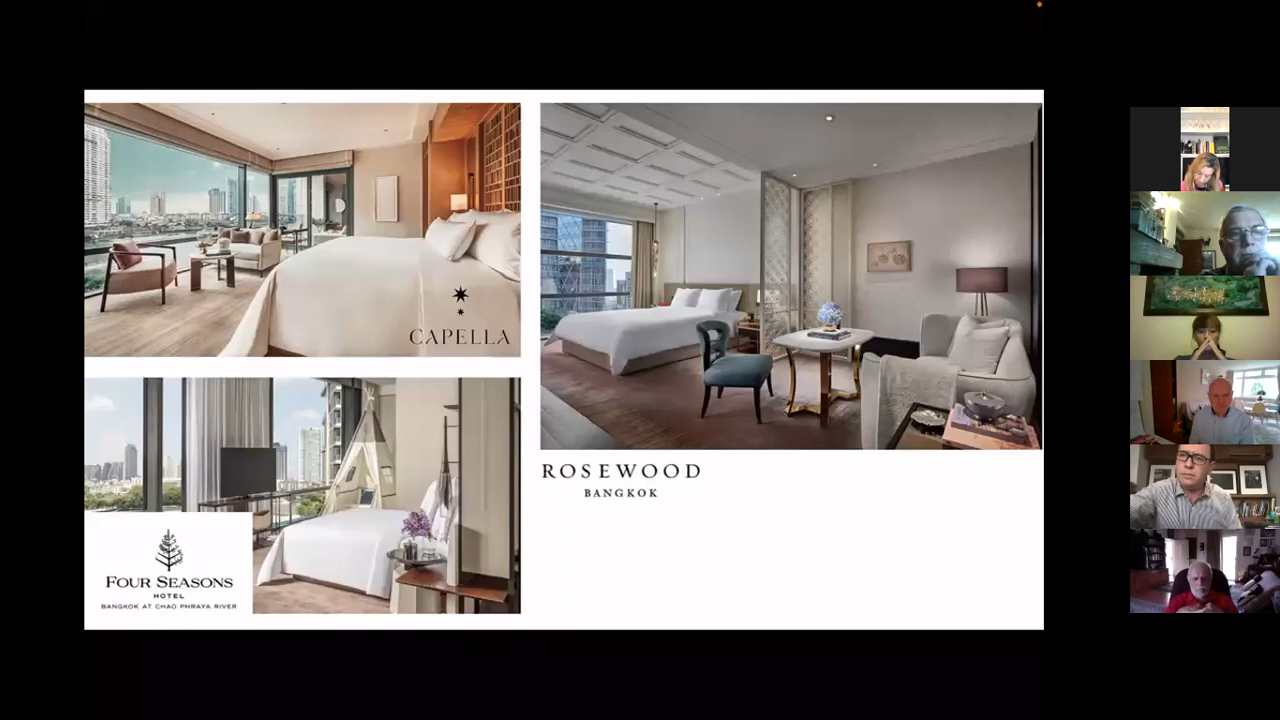 CAPELLA
ROSEWOOD
BANGKOK
FOUR SEASONS
HOTEL
BANGKOK AT CHAO PHRAYA RIVER